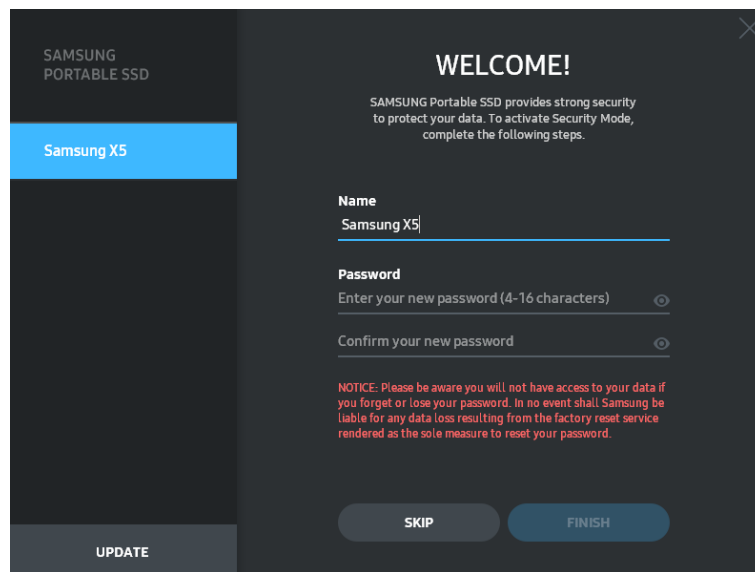 SAMSUNG
PORTABLE SSD
Samsung X5
UPDATE
WELCOME!
SAMSUNG Portable SSD provides strong security
to protect your data. To activate Security Mode,
complete the following steps.
Name
Samsung X5
Password
Enter your new password (4-16 characters)
Confirm your new password
NOTICE: Please be aware you will not have access to your data if
you forget or lose your password. In no event shall Samsung be
liable for any data loss resulting from the factory reset service
rendered as the sole measure to reset your password.
SKIP
FINISH